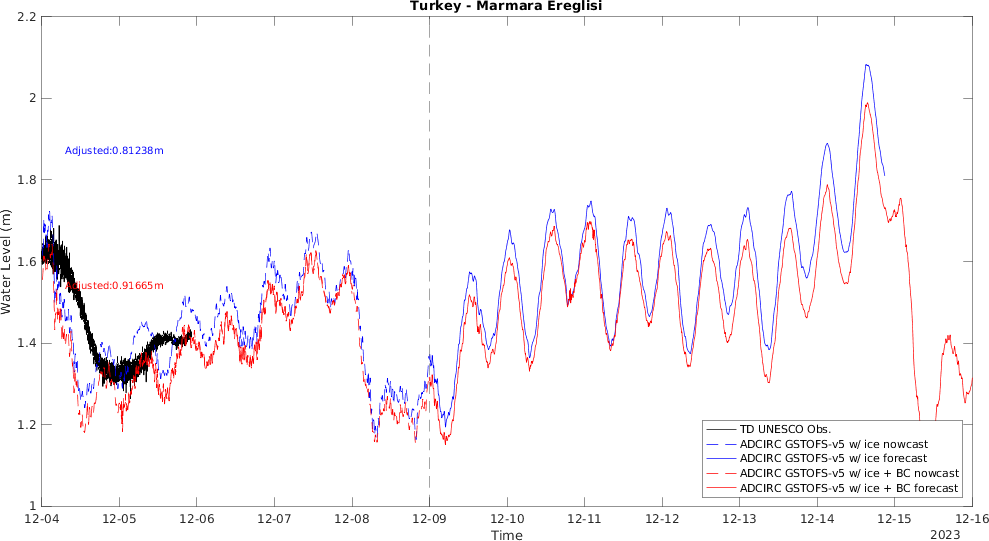 Turkey - Marmara Ereglisi
2.2
2
1.8
1.6
1.4
1.2
1
Water Level (m)
Adjusted:0.81238m
Adjusted:0.91665m
TD UNESCO Obs.
ADCIRC GSTOFS-v5 w/ ice nowcast
ADCIRC GSTOFS-v5 w/ ice forecast
ADCIRC GSTOFS-v5 w/ ice + BC nowcast
ADCIRC GSTOFS-v5 w/ ice + BC forecast
12-04 12-05 12-06 12-07 12-08 12-09 12-10 12-11 12-12 12-13 12-14 12-15 12-16
Time
2023